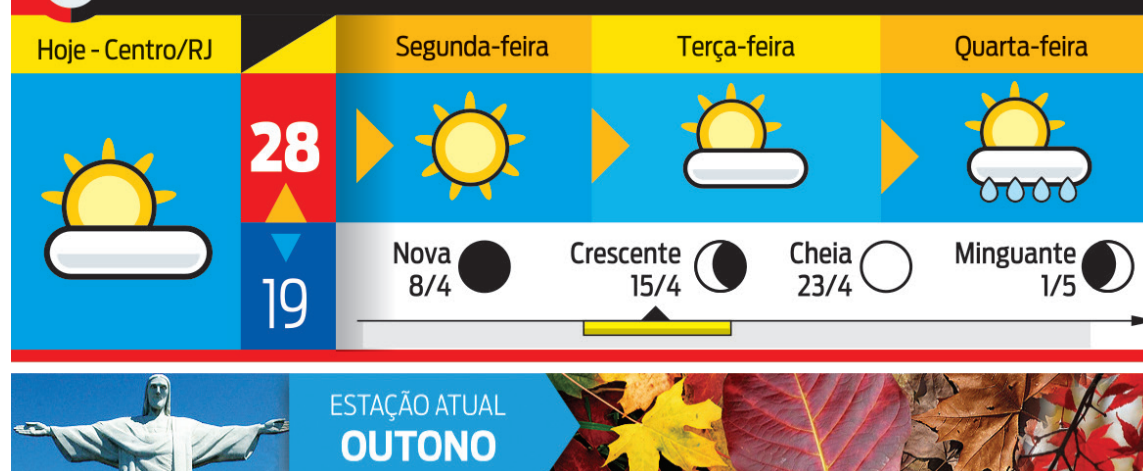 Hoje - Centro/RJ
Segunda-feira
Terça-feira
Quarta-feira
28
19
Nova
8/4
Crescente
15/4
Cheia
23/4
Minguante
1/5
ESTAÇÃO ATUAL
OUTONO